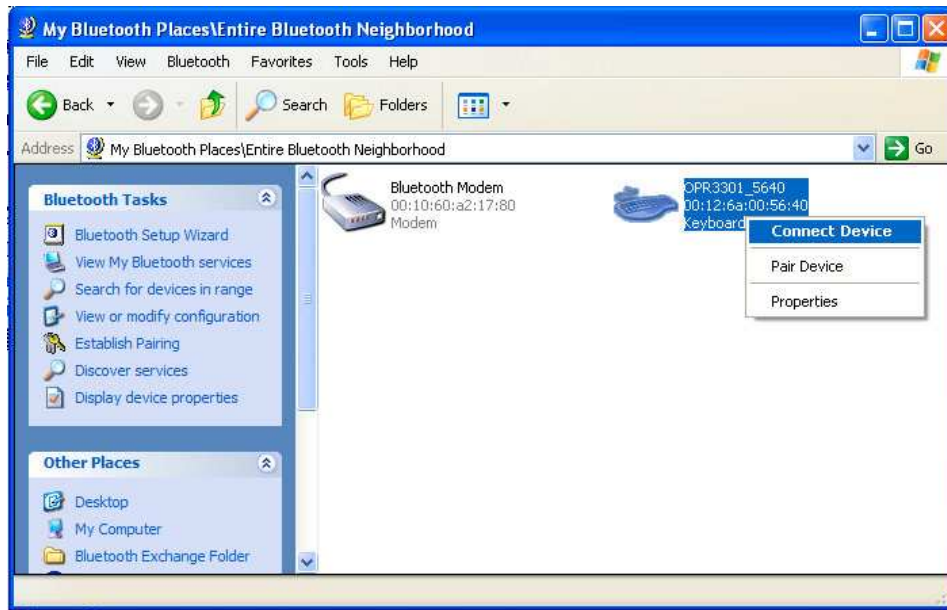 My Bluetooth Places\Entire Bluetooth Neighborhood
File Edit View Bluetooth Favorites Tools Help
Back Search Folders
Address My Bluetooth Places\Entire Bluetooth Neighborhood Go
Bluetooth Tasks
Bluetooth Setup Wizard
View My Bluetooth services
Search for devices in range
View or modify configuration
Establish Pairing
Discover services
Display device properties
Other Places
Desktop
My Computer
Bluetooth Exchange Folder
Bluetooth Modem
00:10:60:a2:17:80
Modem
OPR3301_5640
00:12:6a:00:56:40
Keyboard
Connect Device
Pair Device
Properties